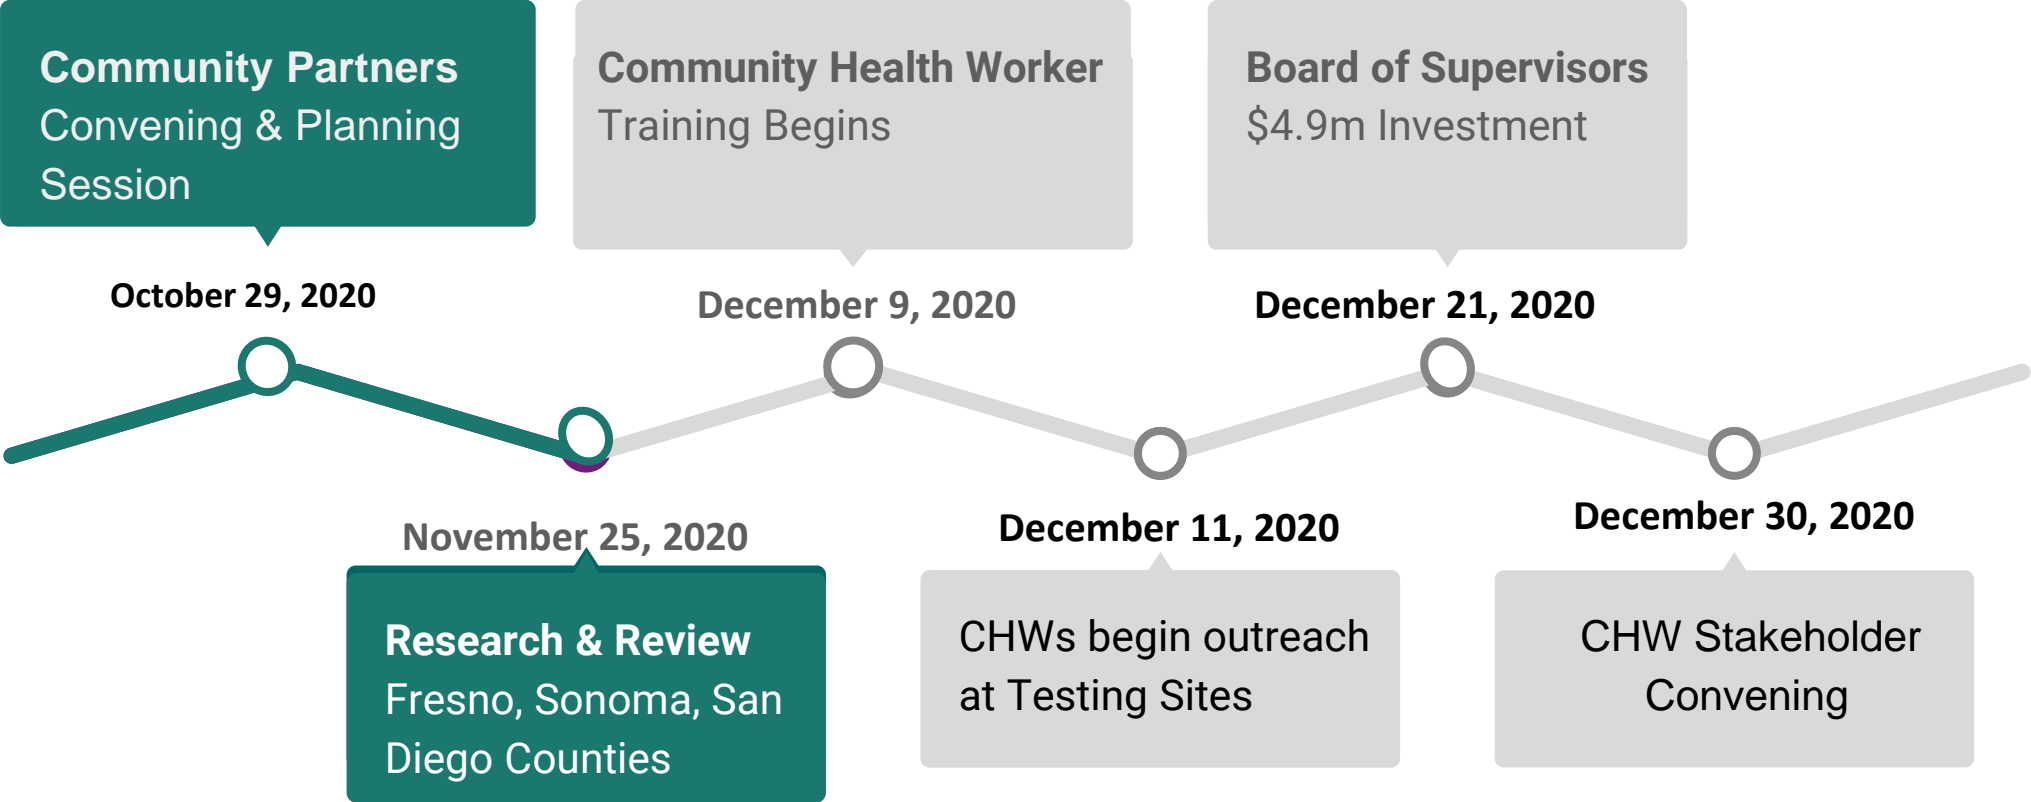 Community Partners
Convening & Planning
Session
October 29, 2020
Community Health Worker
Training Begins
December 9, 2020
Board of Supervisors
$4.9m Investment
December 21, 2020
November 25, 2020
Research & Review
Fresno, Sonoma, San
Diego Counties
December 11, 2020
CHWs begin outreach
at Testing Sites
December 30, 2020
CHW Stakeholder
Convening